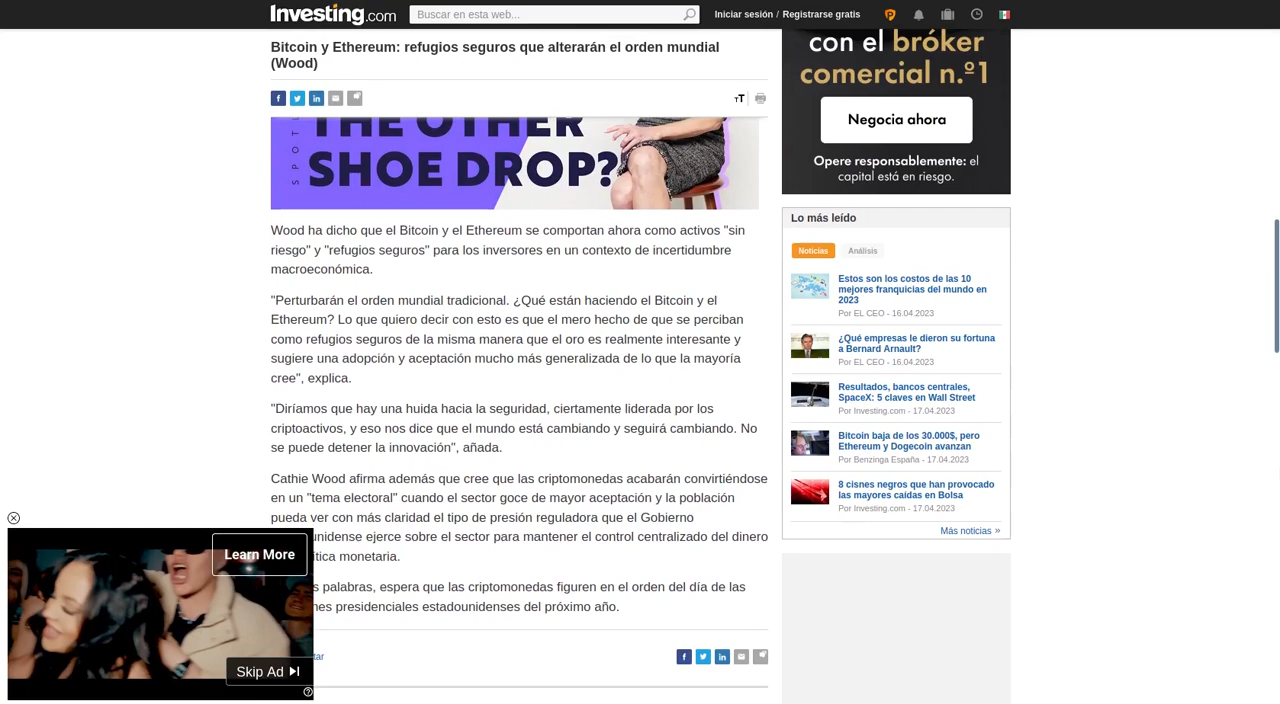 Investing.com
Buscar en esta web...
Iniciar sesión / Registrarse gratis
Bitcoin y Ethereum: refugios seguros que alterarán el orden mundial
(Wood)
THE OTHER
SHOE DROP?
Wood ha dicho que el Bitcoin y el Ethereum se comportan ahora como activos "sin
riesgo" y "refugios seguros" para los inversores en un contexto de incertidumbre
macroeconómica.
"Perturbarán el orden mundial tradicional. ¿Qué están haciendo el Bitcoin y el
Ethereum? Lo que quiero decir con esto es que el mero hecho de que se perciban
como refugios seguros de la misma manera que el oro es realmente interesante y
sugiere una adopción y aceptación mucho más generalizada de lo que la mayoría
cree", explica.
"Diríamos que hay una huida hacia la seguridad, ciertamente liderada por los
criptoactivos, y eso nos dice que el mundo está cambiando y seguirá cambiando. No
se puede detener la innovación", añada.
Cathie Wood afirma además que cree que las criptomonedas acabarán convirtiéndose
en un "tema electoral" cuando el sector goce de mayor aceptación y la población
pueda ver con más claridad el tipo de presión reguladora que el Gobierno
unidense ejerce sobre el sector para mantener el control centralizado del dinero
ítica monetaria.
s palabras, espera que las criptomonedas figuren en el orden del día de las
nes presidenciales estadounidenses del próximo año.
tar
Learn More
Skip Ad
con el bróker
comercial n.º1
Negocia ahora
Opere responsablemente: el
capital está en riesgo.
Lo más leído
Noticias Análisis
Estos son los costos de las 10
mejores franquicias del mundo en
2023
Por EL CEO - 16.04.2023
¿Qué empresas le dieron su fortuna
a Bernard Arnault?
Por EL CEO - 16.04.2023
Resultados, bancos centrales,
SpaceX: 5 claves en Wall Street
Por Investing.com - 17.04.2023
Bitcoin baja de los 30.000$, pero
Ethereum y Dogecoin avanzan
Por Benzinga España - 17.04.2023
8 cisnes negros que han provocado
las mayores caídas en Bolsa
Por Investing.com - 17.04.2023
Más noticias »